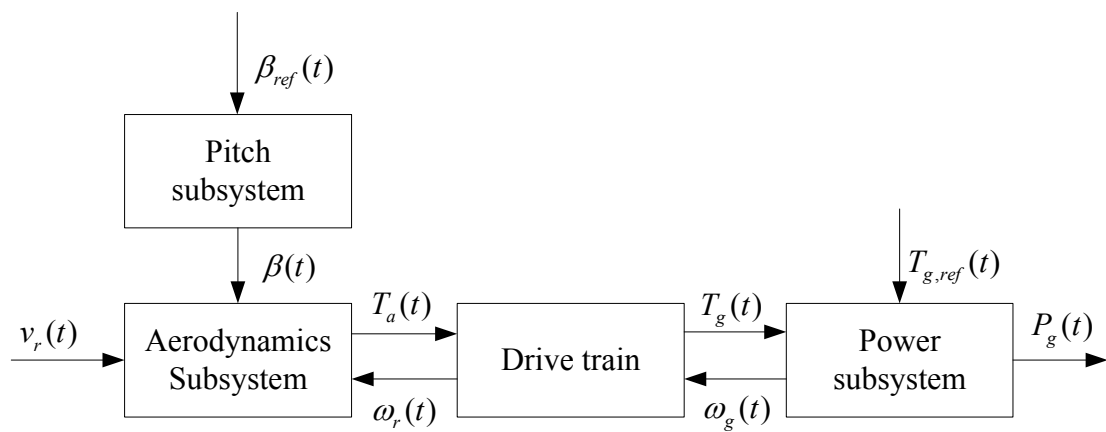 β_ref(t)
Pitch
subsystem
β(t)
T_g,ref(t)
v_r(t)
Aerodynamics
Subsystem
T_a(t)
ω_r(t)
Drive train
T_g(t)
ω_g(t)
Power
subsystem
P_g(t)